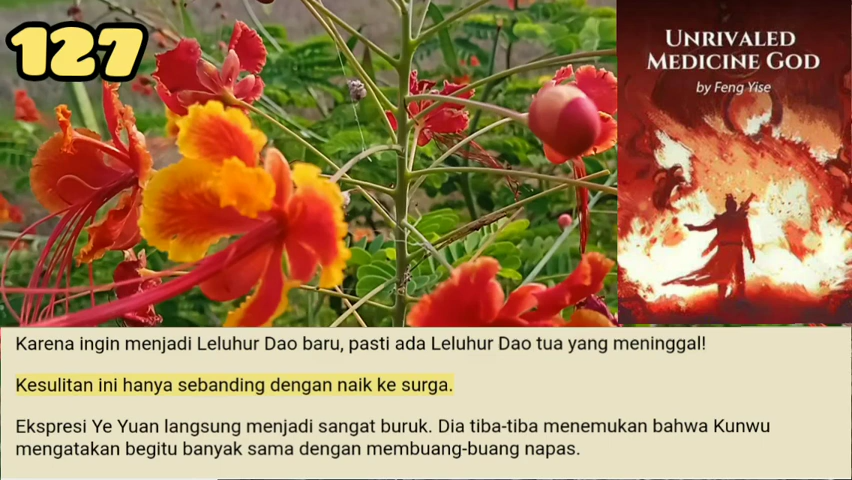 127
UNRIVALED
MEDICINE GOD
by Feng Yise
Karena ingin menjadi Leluhur Dao baru, pasti ada Leluhur Dao tua yang meninggal!
Kesulitan ini hanya sebanding dengan naik ke surga.
Ekspresi Ye Yuan langsung menjadi sangat buruk. Dia tiba-tiba menemukan bahwa Kunwu
mengatakan begitu banyak sama dengan membuang-buang napas.